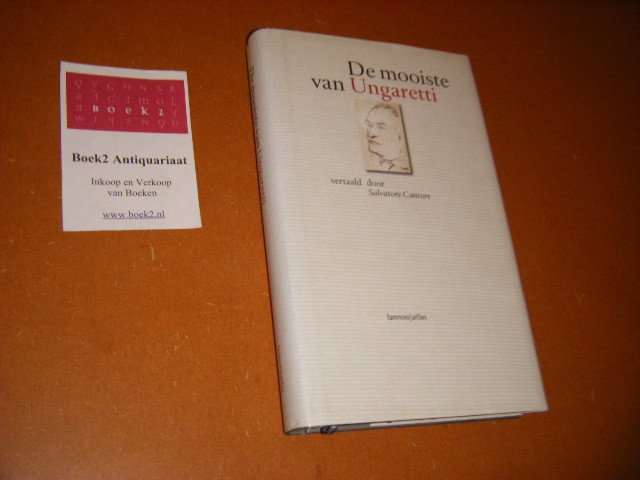 BOEK2
Boek2 Antiquariaat
Inkoop en Verkoop
van Boeken
www.boek2.nl
De mooiste
van Ungaretti
vertaald door
Salvatore Cantore
lannoo|atlas